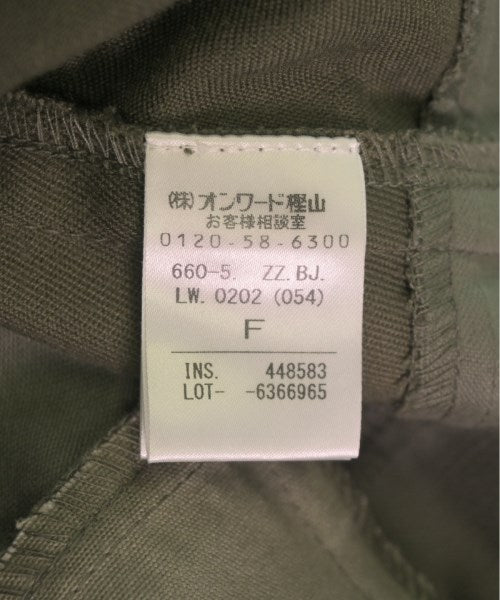 (株)オンワード樫山
お客様相談室
0120-58-6300
660-5. ZZ.BJ.
LW. 0202 (054)
F
INS. 448583
LOT- -6366965